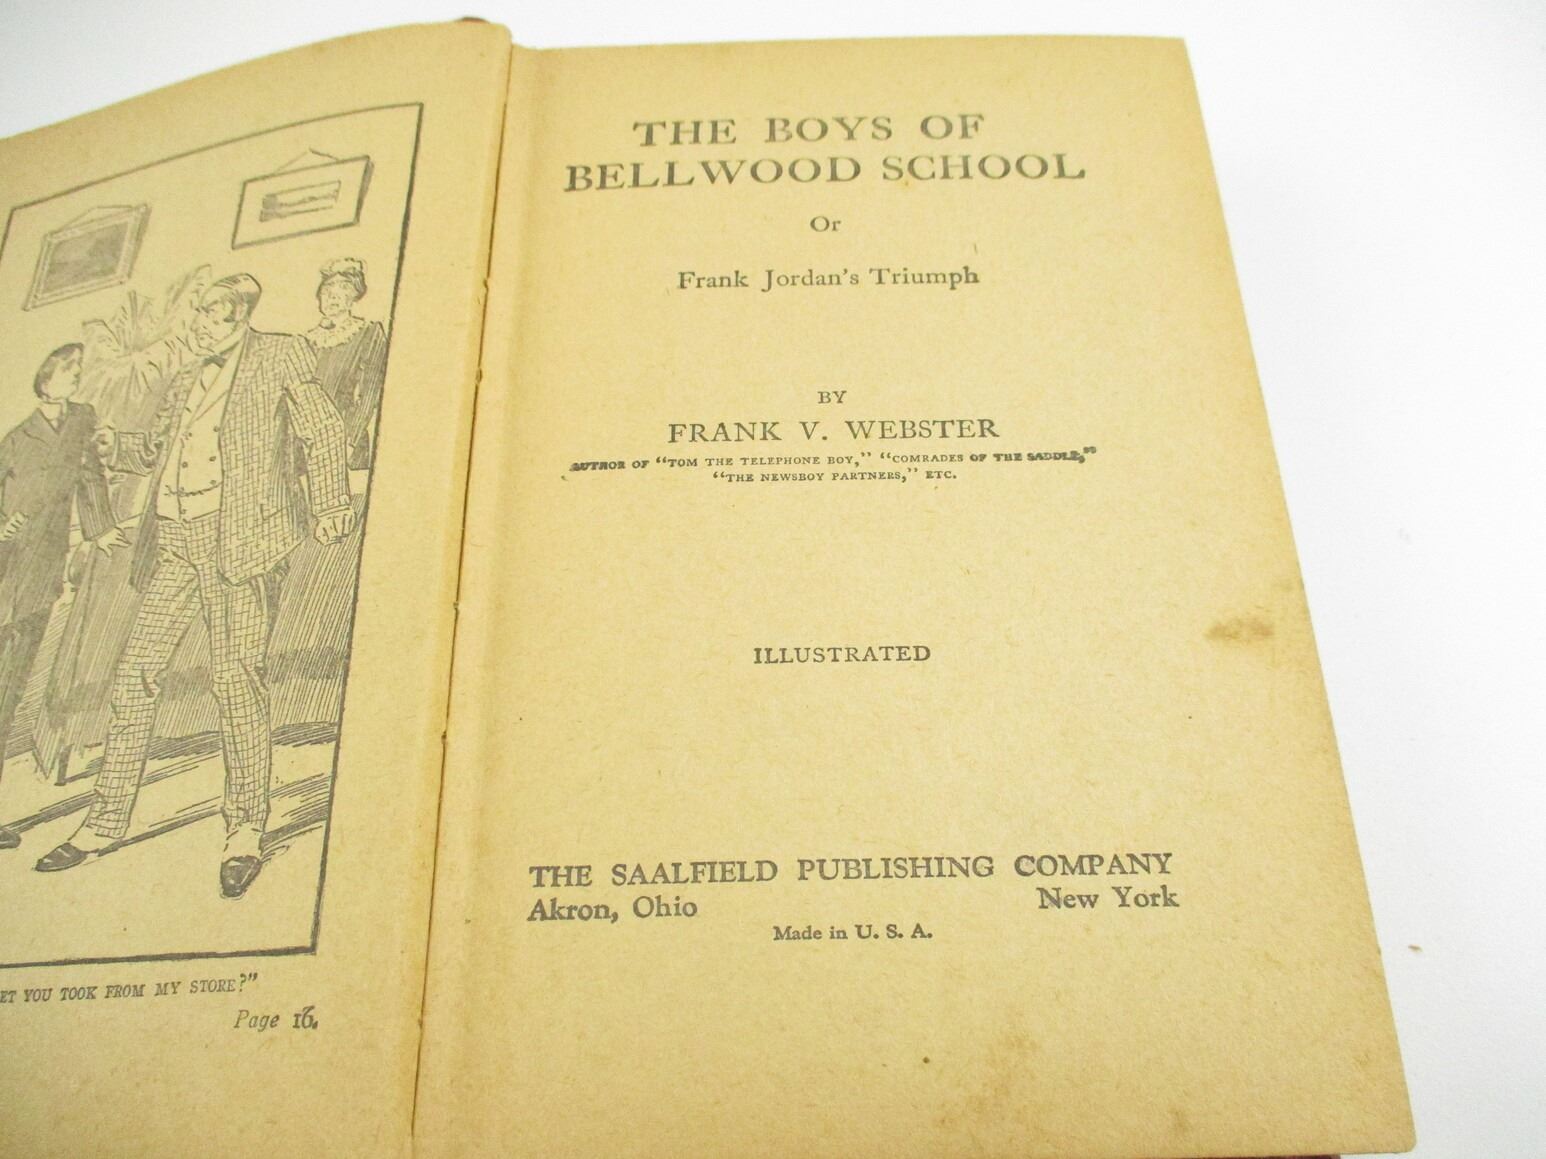 ET YOU TOOK FROM MY STORE?"
Page 16.
THE BOYS OF
BELLWOOD SCHOOL
Or
Frank Jordan's Triumph
BY
FRANK V. WEBSTER
AUTHOR OF "TOM THE TELEPHONE BOY," "COMRADES OF THE SADDLE,"
"THE NEWSBOY PARTNERS," ETC.
ILLUSTRATED
THE SAALFIELD PUBLISHING COMPANY
Akron, Ohio New York
Made in U. S. A.